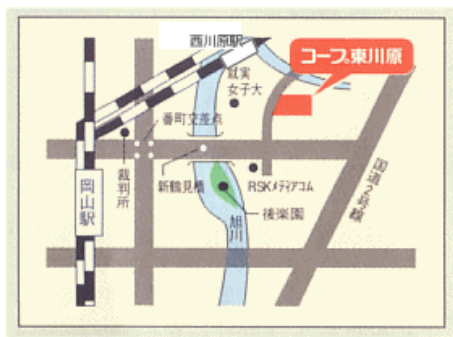 西川原駅
コープ東川原
就実
女子大
番町交差点
裁判所
岡山駅
新鶴見橋
RSKメディアコム
後楽園
旭川
国道2号線